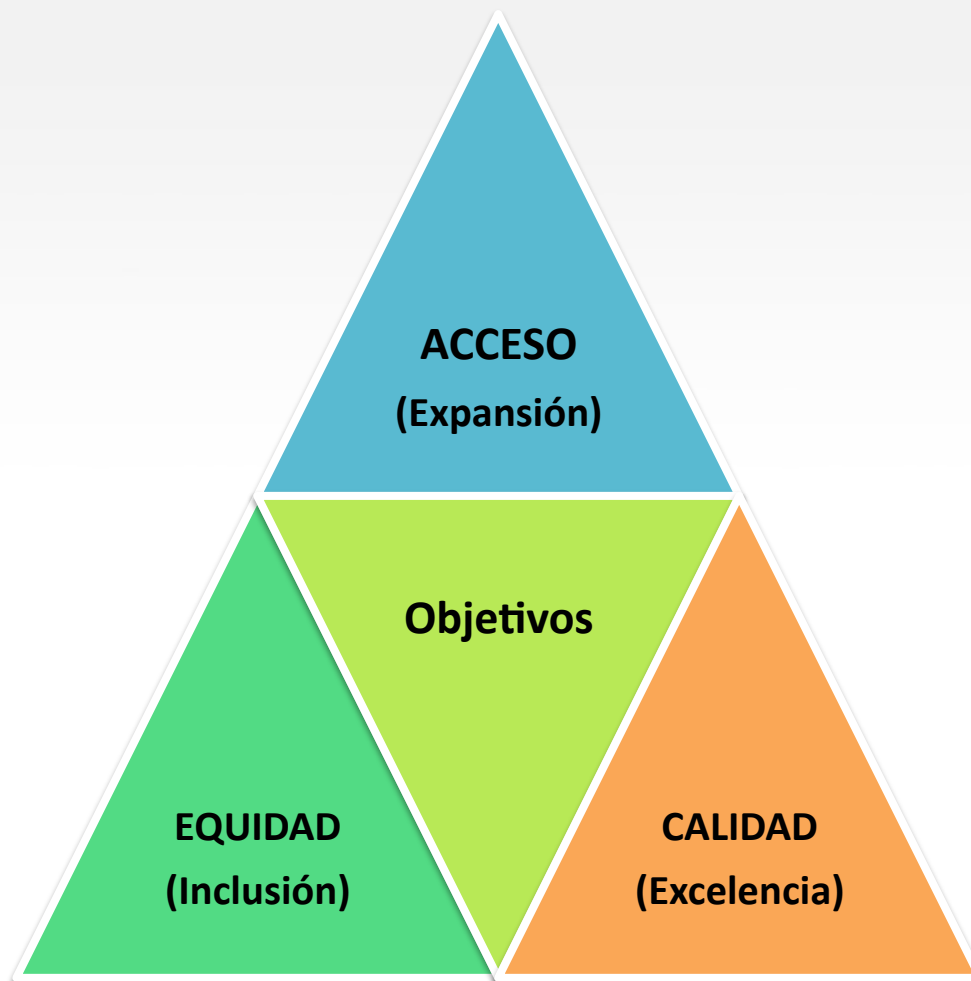 ACCESO
(Expansión)
Objetivos
EQUIDAD
(Inclusión)
CALIDAD
(Excelencia)